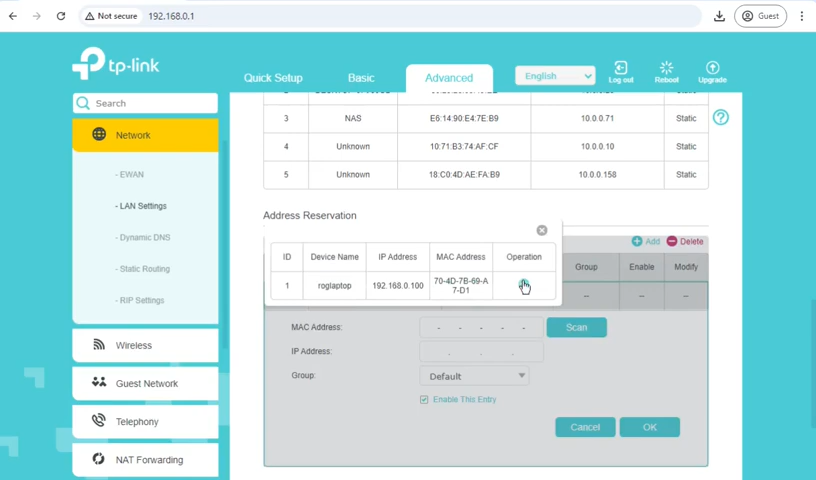 Not secure 192.168.0.1 Guest
tp-link
Quick Setup Basic Advanced English Log out Reboot Upgrade
Search
Network
- EWAN
- LAN Settings
- Dynamic DNS
- Static Routing
- RIP Settings
Wireless
Guest Network
Telephony
NAT Forwarding
3 NAS E6:14:90:E4:7E:B9 10.0.0.71 Static
4 Unknown 10:71:B3:74:AF:CF 10.0.0.10 Static
5 Unknown 18:C0:4D:AE:FA:B9 10.0.0.158 Static
Address Reservation
Add Delete
ID Device Name IP Address MAC Address Operation Group Enable Modify
1 roglaptop 192.168.0.100 70-4D-7B-69-A
7-D1 -- -- --
MAC Address: - - - - - Scan
IP Address: . . .
Group: Default
Enable This Entry
Cancel OK